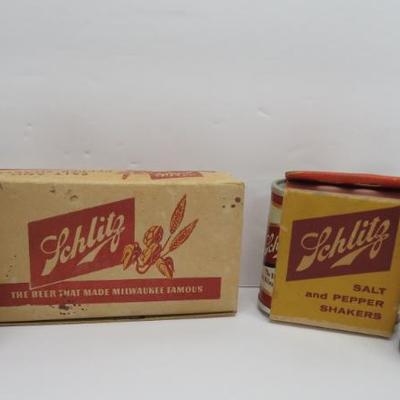 Schlitz
THE BEER THAT MADE MILWAUKEE FAMOUS
Schlitz
SALT
and PEPPER
SHAKERS